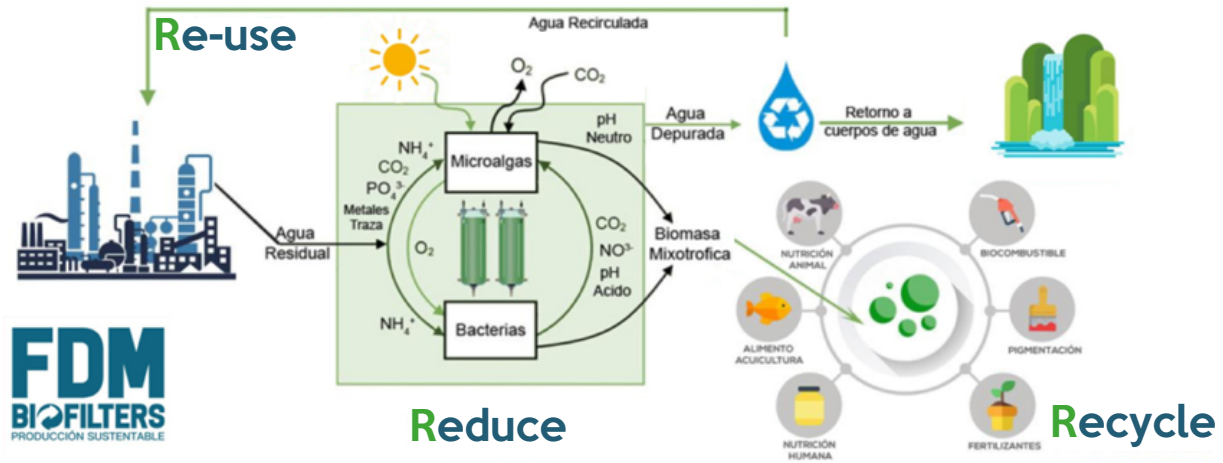 Re-use
Agua Recirculada
O₂
CO₂
Agua
Depurada
Retorno a
cuerpos de agua
pH
Neutro
Microalgas
NH₄⁺
CO₂
PO₄³⁻
Metales
Traza
Agua
Residual
O₂
CO₂
NO³⁻
pH
Acido
Biomasa
Mixotrofica
NH₄⁺
Bacterias
NUTRICIÓN
ANIMAL
BIOCOMBUSTIBLE
ALIMENTO
ACUICULTURA
PIGMENTACIÓN
NUTRICIÓN
HUMANA
FERTILIZANTES
FDM
BIOFILTERS
PRODUCCIÓN SUSTENTABLE
Reduce
Recycle